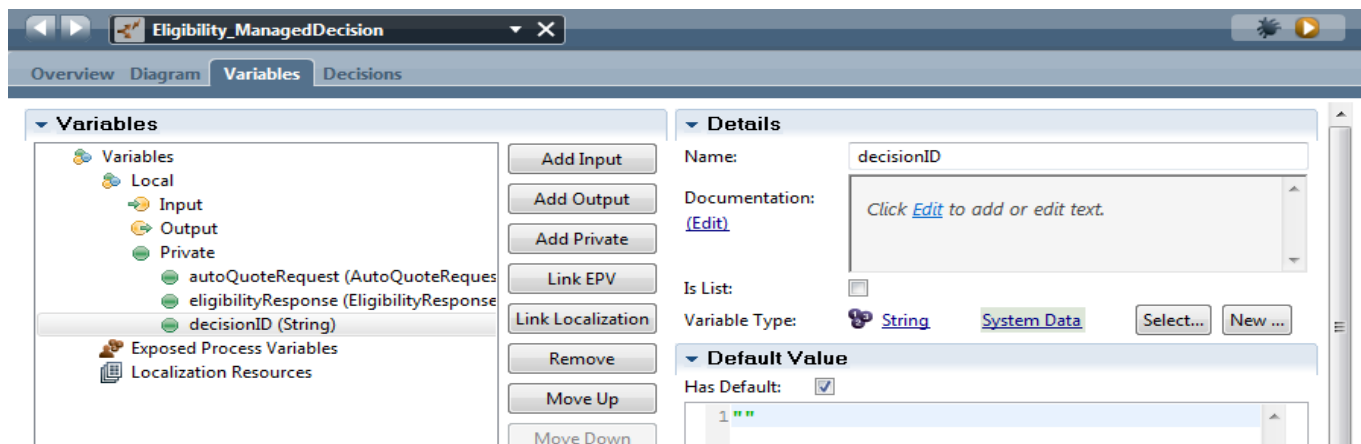 Eligibility_ManagedDecision
Overview Diagram Variables Decisions
Variables
Variables
Local
Input
Output
Private
autoQuoteRequest (AutoQuoteReques
eligibilityResponse (EligibilityResponse
decisionID (String)
Exposed Process Variables
Localization Resources
Add Input
Add Output
Add Private
Link EPV
Link Localization
Remove
Move Up
Move Down
Details
Name: decisionID
Documentation:
(Edit)
Click Edit to add or edit text.
Is List:
Variable Type: String System Data Select... New ...
Default Value
Has Default:
1 ""